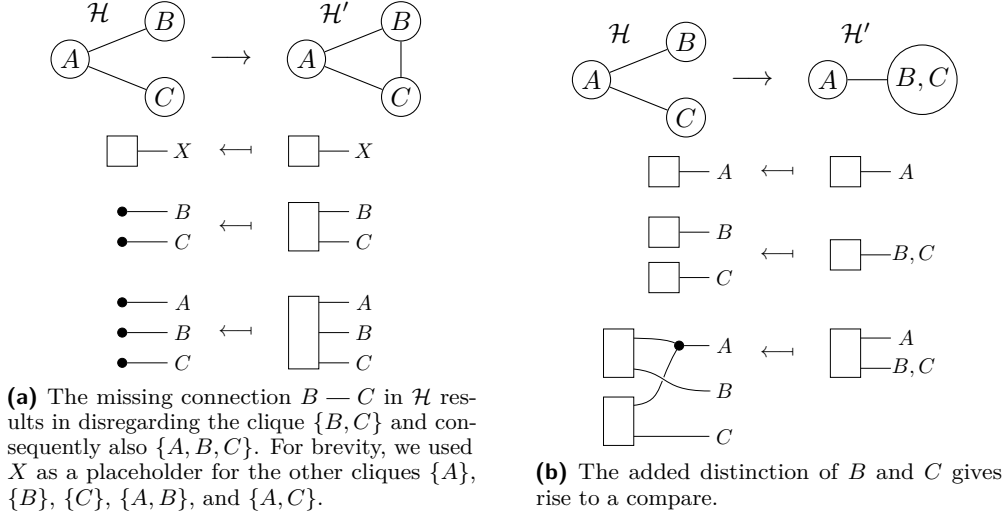 ℋ
ℋ′
A
B
C
→
A
B
C
X
⟻
X
B
C
⟻
B
C
A
B
C
⟻
A
B
C
(a) The missing connection B — C in ℋ res-
ults in disregarding the clique {B, C} and con-
sequently also {A, B, C}. For brevity, we used
X as a placeholder for the other cliques {A},
{B}, {C}, {A, B}, and {A, C}.
ℋ
ℋ′
A
B
C
→
A
B, C
A
⟻
A
B
C
⟻
B, C
A
B
C
⟻
A
B, C
(b) The added distinction of B and C gives
rise to a compare.